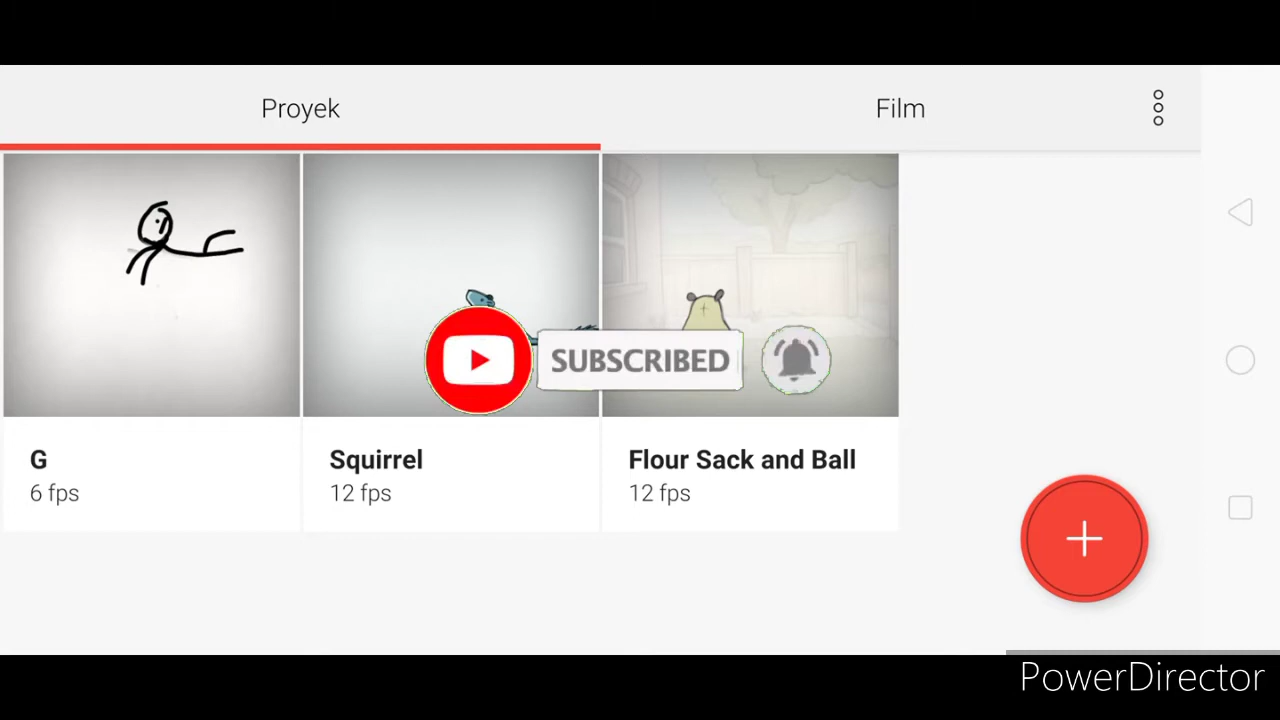 Proyek
Film
SUBSCRIBED
G
6 fps
Squirrel
12 fps
Flour Sack and Ball
12 fps
PowerDirector